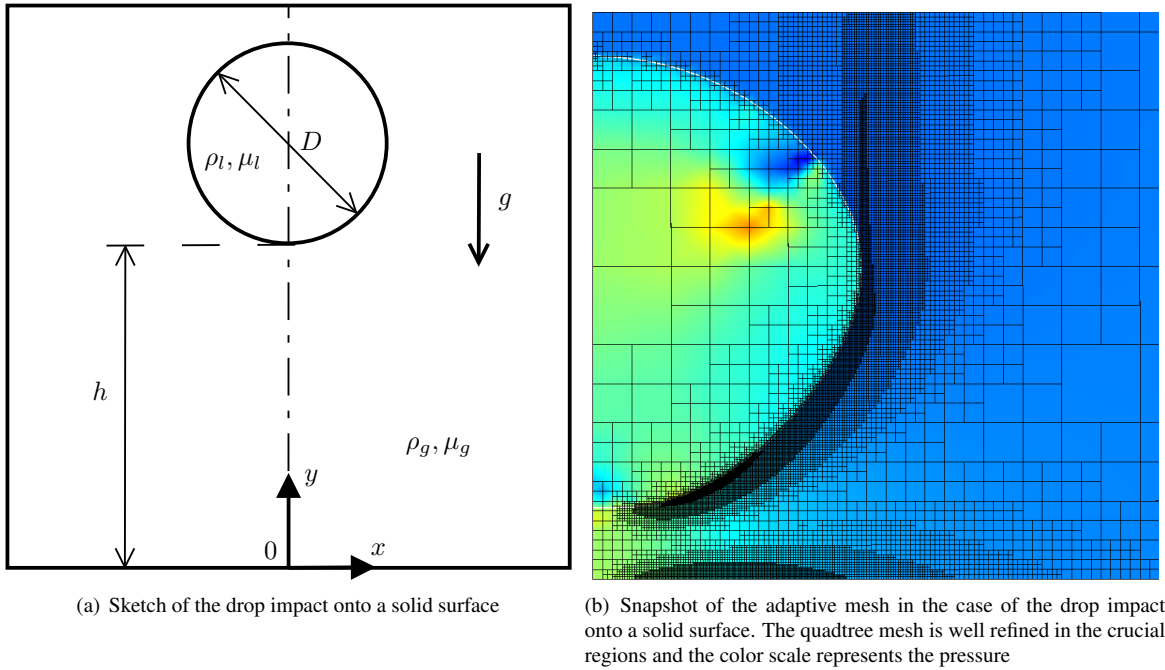 D
ρ_l, μ_l
g
h
ρ_g, μ_g
y
0
x
(a) Sketch of the drop impact onto a solid surface
(b) Snapshot of the adaptive mesh in the case of the drop impact
onto a solid surface. The quadtree mesh is well refined in the crucial
regions and the color scale represents the pressure